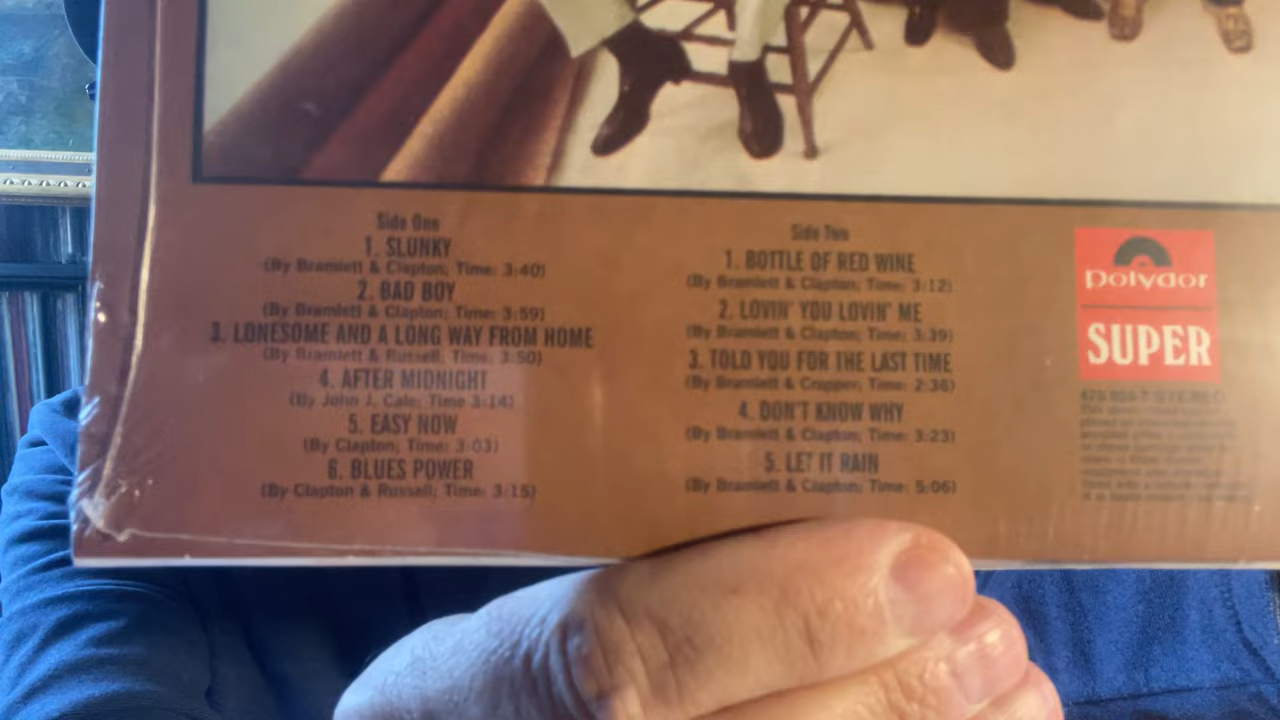 Side One
1. SLUNKY
(By Bramlett & Clapton; Time: 3:40)
2. BAD BOY
(By Bramlett & Clapton; Time: 3:59)
3. LONESOME AND A LONG WAY FROM HOME
(By Bramlett & Russell; Time: 3:50)
4. AFTER MIDNIGHT
(By John J. Cale; Time 3:14)
5. EASY NOW
(By Clapton; Time: 3:03)
6. BLUES POWER
(By Clapton & Russell; Time: 3:15)
Side Two
1. BOTTLE OF RED WINE
(By Bramlett & Clapton; Time: 3:12)
2. LOVIN' YOU LOVIN' ME
(By Bramlett & Clapton; Time: 3:39)
3. TOLD YOU FOR THE LAST TIME
(By Bramlett & Cropper; Time: 2:36)
4. DON'T KNOW WHY
(By Bramlett & Clapton; Time: 3:23)
5. LET IT RAIN
(By Bramlett & Clapton; Time: 5:06)
polydor
SUPER
STEREO